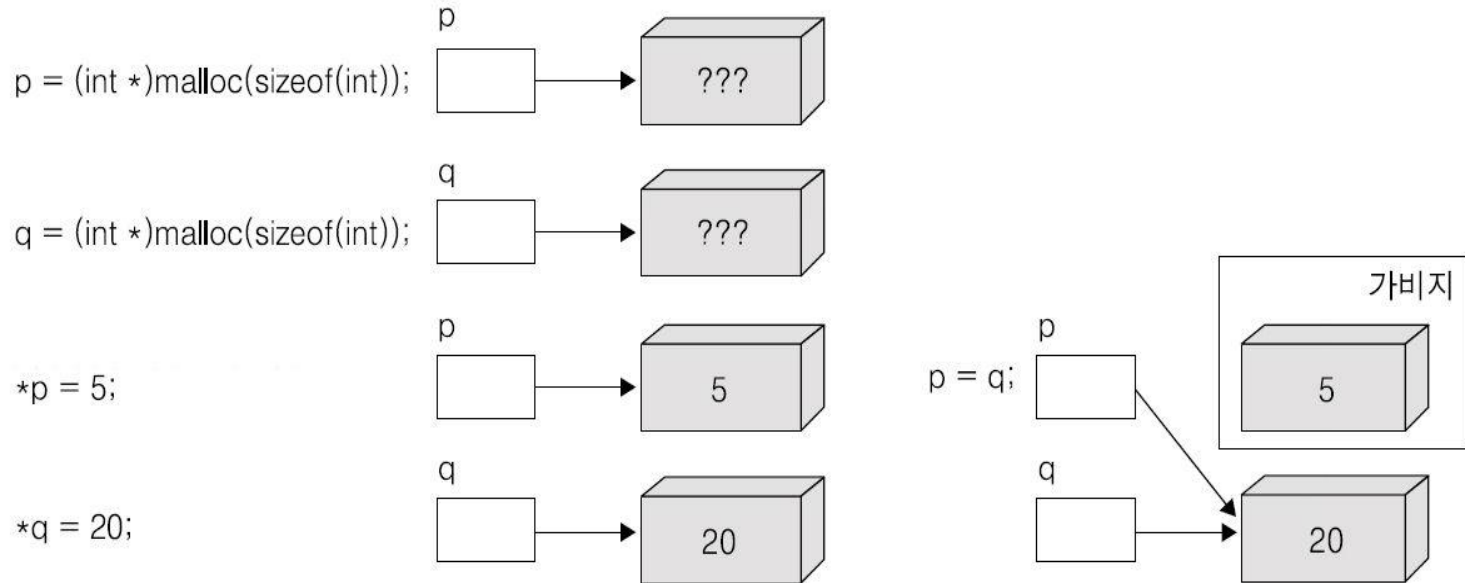 p
p = (int *)malloc(sizeof(int));
???
q
q = (int *)malloc(sizeof(int));
???
p
*p = 5;
5
q
*q = 20;
20
가비지
p
p = q;
5
q
20